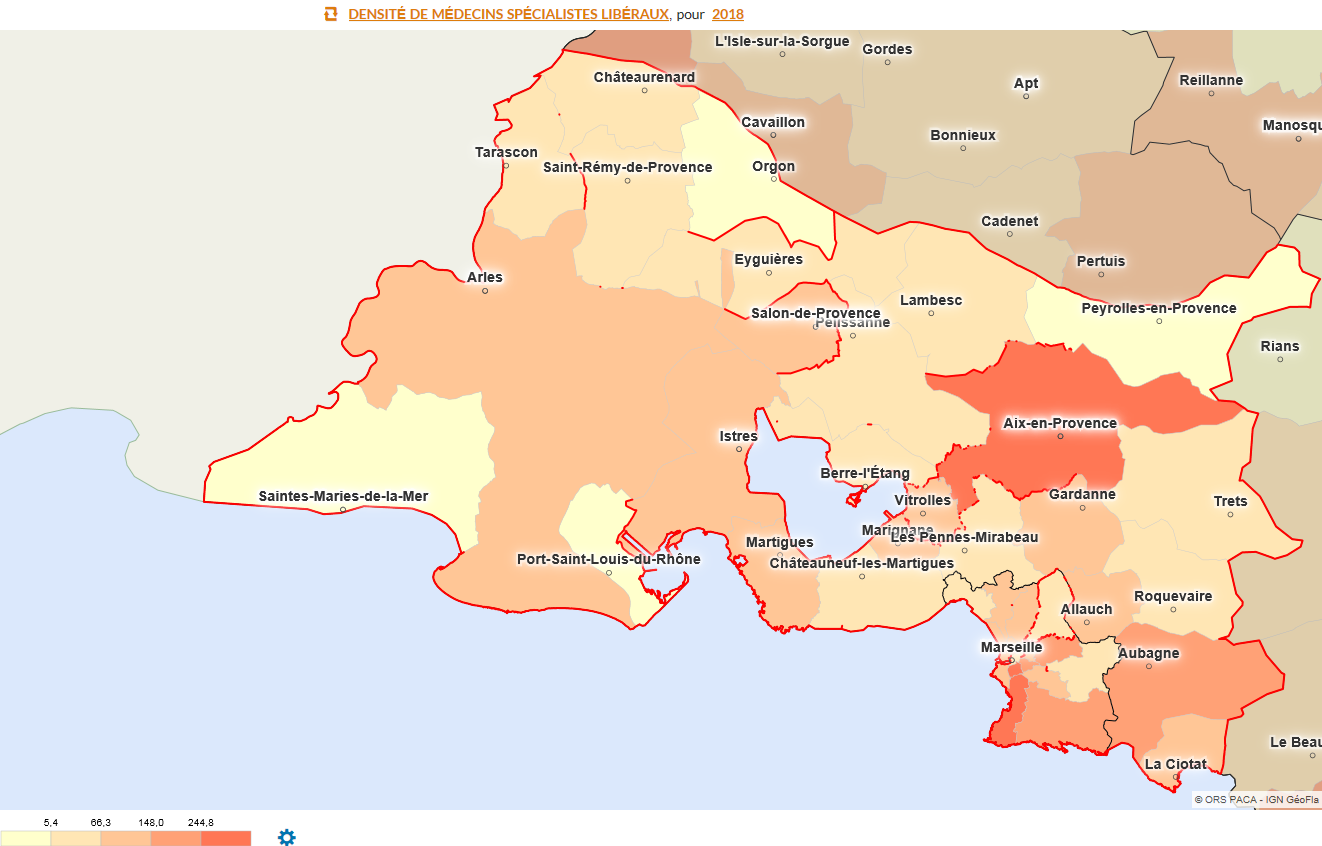 DENSITÉ DE MÉDECINS SPÉCIALISTES LIBÉRAUX, pour 2018
L'Isle-sur-la-Sorgue
Gordes
Châteaurenard
Apt
Reillanne
Cavaillon
Manosqu
Bonnieux
Tarascon
Saint-Rémy-de-Provence
Orgon
Cadenet
Eyguières
Pertuis
Arles
Lambesc
Salon-de-Provence
Pélissanne
Peyrolles-en-Provence
Rians
Aix-en-Provence
Istres
Berre-l'Étang
Saintes-Maries-de-la-Mer
Vitrolles
Gardanne
Trets
Marignane
Les Pennes-Mirabeau
Martigues
Port-Saint-Louis-du-Rhône
Châteauneuf-les-Martigues
Roquevaire
Allauch
Marseille
Aubagne
Le Beau
La Ciotat
© ORS PACA - IGN GéoFla
5,4 66,3 148,0 244,8